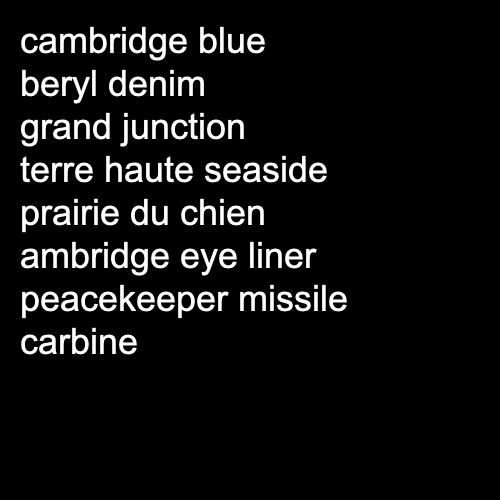 cambridge blue
beryl denim
grand junction
terre haute seaside
prairie du chien
ambridge eye liner
peacekeeper missile
carbine